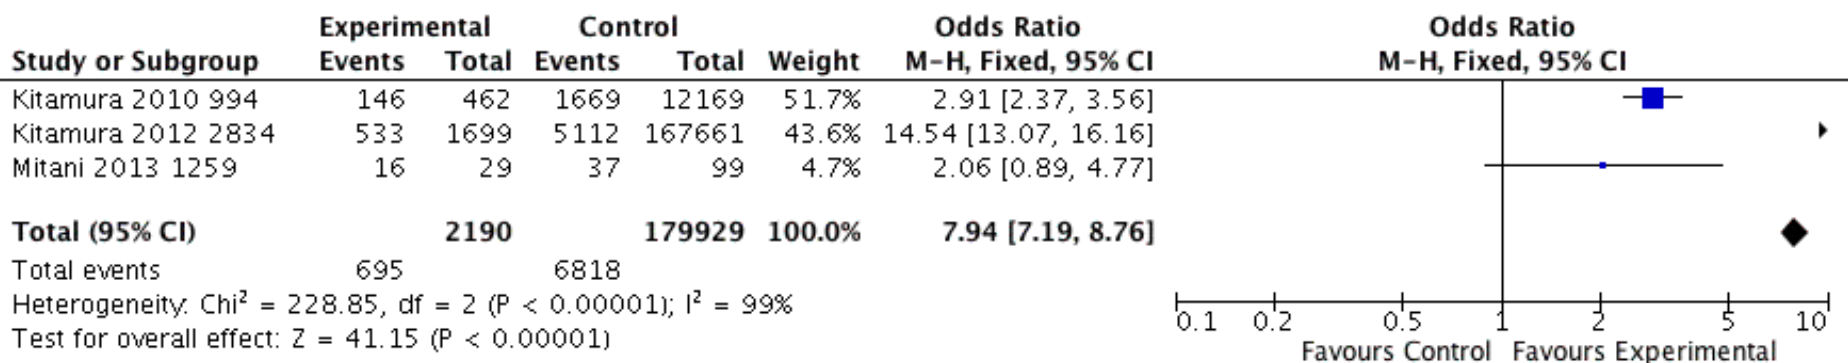 Experimental Control Odds Ratio Odds Ratio
Study or Subgroup Events Total Events Total Weight M-H, Fixed, 95% CI M-H, Fixed, 95% CI
Kitamura 2010 994 146 462 1669 12169 51.7% 2.91 [2.37, 3.56]
Kitamura 2012 2834 533 1699 5112 167661 43.6% 14.54 [13.07, 16.16]
Mitani 2013 1259 16 29 37 99 4.7% 2.06 [0.89, 4.77]
Total (95% CI) 2190 179929 100.0% 7.94 [7.19, 8.76]
Total events 695 6818
Heterogeneity: Chi² = 228.85, df = 2 (P < 0.00001); I² = 99%
Test for overall effect: Z = 41.15 (P < 0.00001)
0.1 0.2 0.5 1 2 5 10
Favours Control Favours Experimental